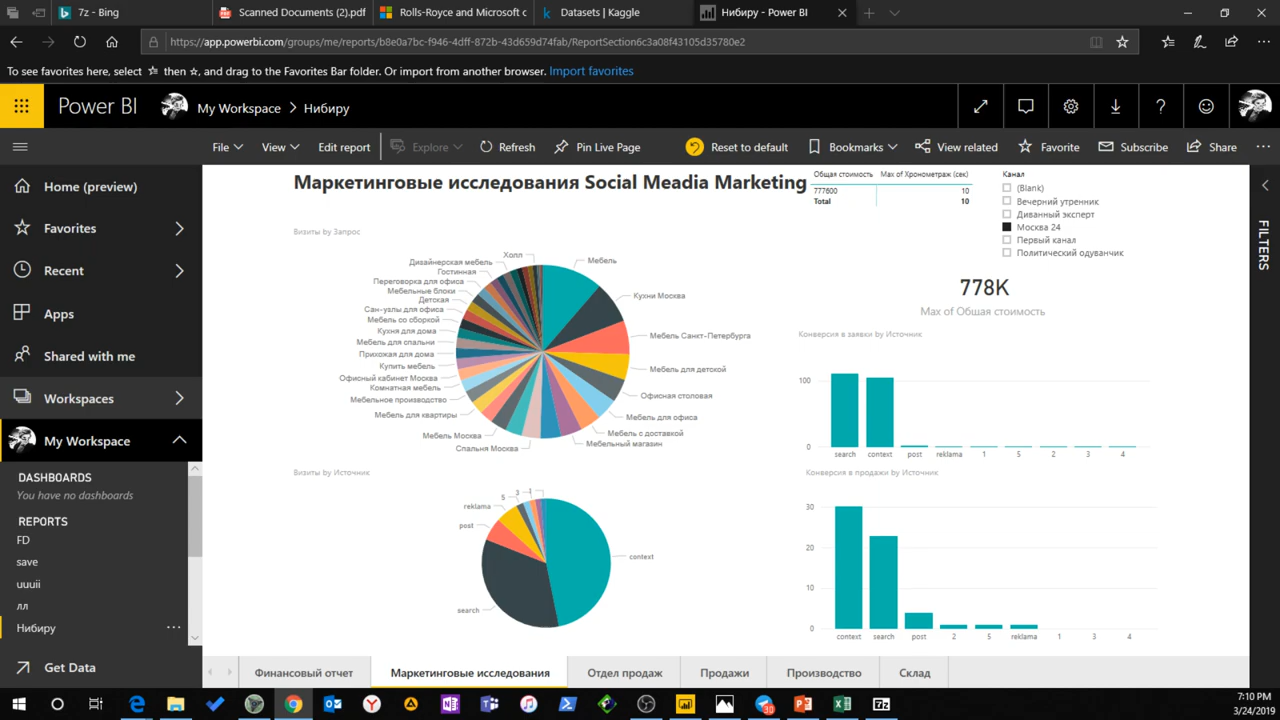 7z - Bing
Scanned Documents (2).pdf
Rolls-Royce and Microsoft c
Datasets | Kaggle
Нибиру - Power BI
https://app.powerbi.com/groups/me/reports/b8e0a7bc-f946-4dff-872b-43d659d74fab/ReportSection6c3a08f43105d35780e2
To see favorites here, select ☆ then ☆, and drag to the Favorites Bar folder. Or import from another browser. Import favorites
Power BI
My Workspace > Нибиру
File
View
Edit report
Explore
Refresh
Pin Live Page
Reset to default
Bookmarks
View related
Favorite
Subscribe
Share
Home (preview)
Favorites
Recent
Apps
Shared with me
Workspaces
My Workspace
DASHBOARDS
You have no dashboards
REPORTS
FD
save
uuuii
лл
Нибиру
Get Data
Маркетинговые исследования Social Meadia Marketing
Общая стоимость Max of Хронометраж (сек)
777600 10
Total 10
Канал
(Blank)
Вечерний утренник
Диванный эксперт
Москва 24
Первый канал
Политический одуванчик
FILTE
778K
Max of Общая стоимость
Визиты by Запрос
Холл
Дизайнерская мебель
Гостинная
Переговорка для офиса
Мебельные блоки
Детская
Сан-узлы для офиса
Мебель со сборкой
Кухня для дома
Мебель для спальни
Прихожая для дома
Купить мебель
Офисный кабинет Москва
Комнатная мебель
Мебельное производство
Мебель для квартиры
Мебель Москва
Спальня Москва
Мебель
Кухни Москва
Мебель Санкт-Петербурга
Мебель для детской
Офисная столовая
Мебель для офиса
Мебель с доставкой
Мебельный магазин
Конверсия в заявки by Источник
100
0
search context post reklama 1 5 2 3 4
Визиты by Источник
5 3 1
reklama
post
context
search
Конверсия в продажи by Источник
30
20
10
0
context search post 2 5 reklama 1 3 4
Финансовый отчет
Маркетинговые исследования
Отдел продаж
Продажи
Производство
Склад
7:10 PM
3/24/2019